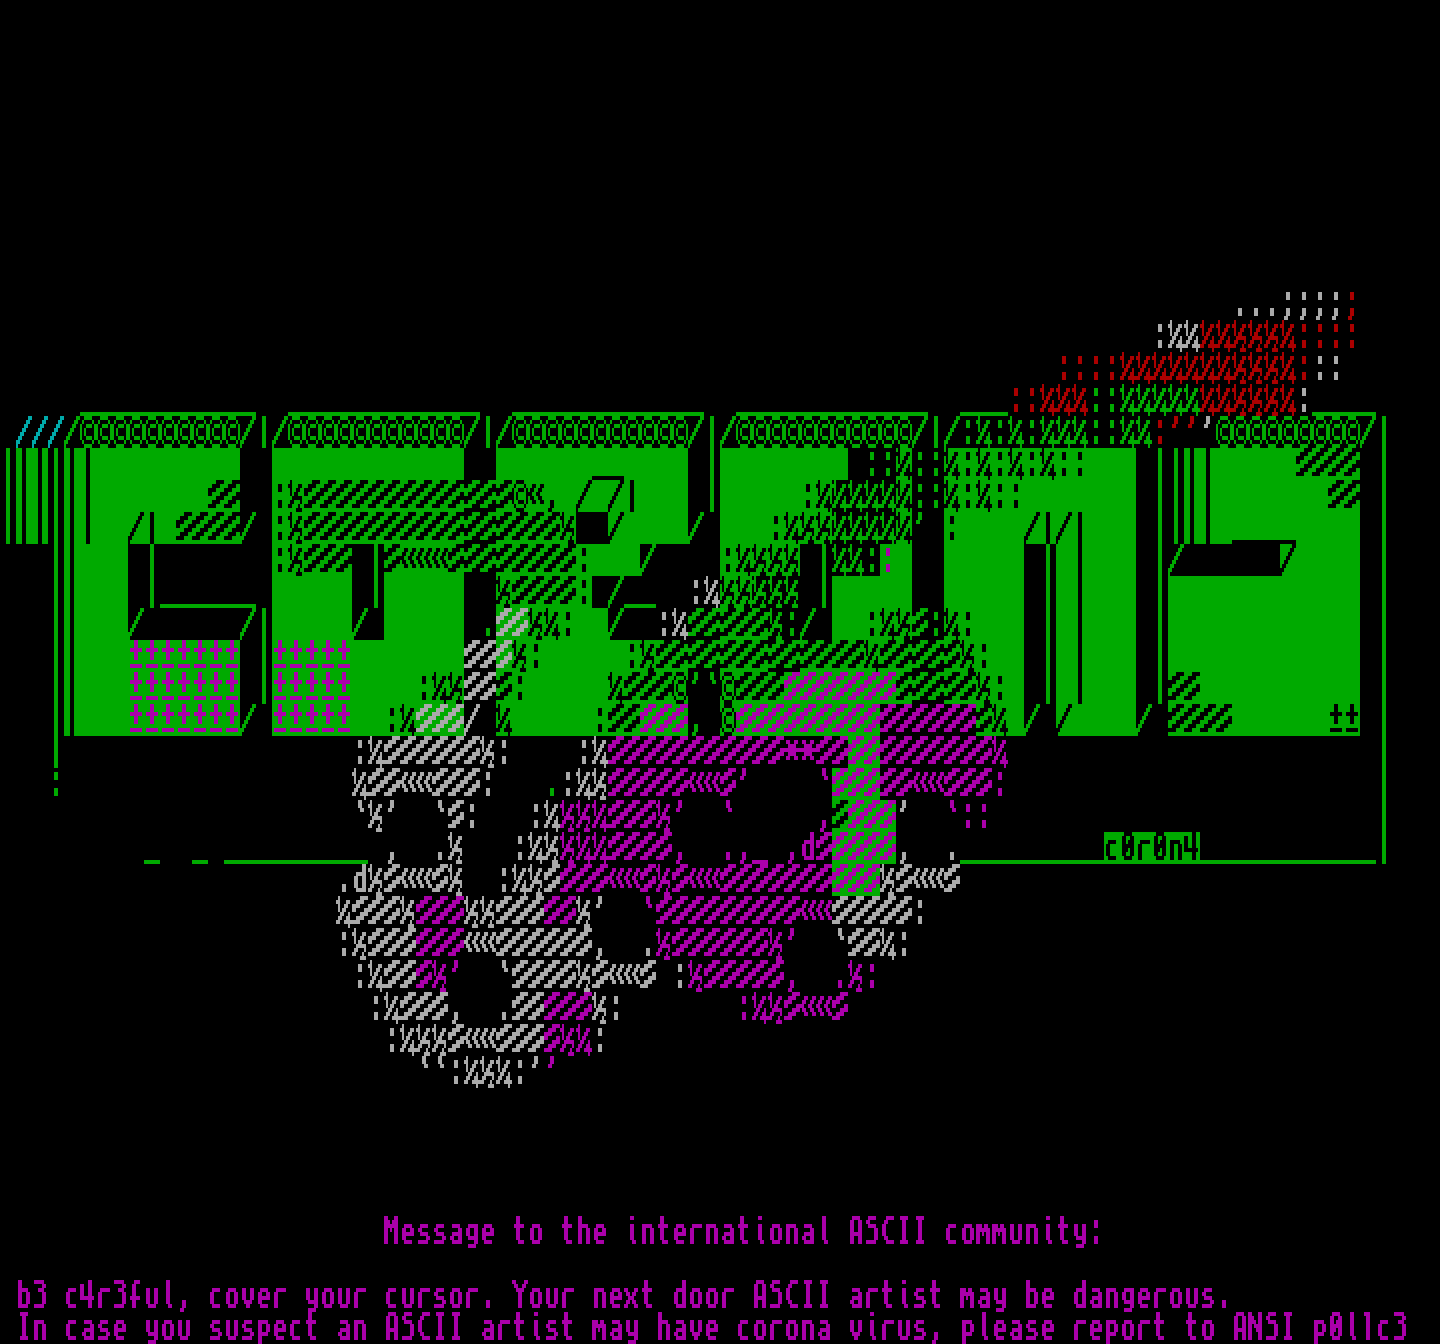 CORONA
c0r0n4
Message to the international ASCII community:
b3 c4r3ful, cover your cursor. Your next door ASCII artist may be dangerous.
In case you suspect an ASCII artist may have corona virus, please report to ANSI p0l1c3